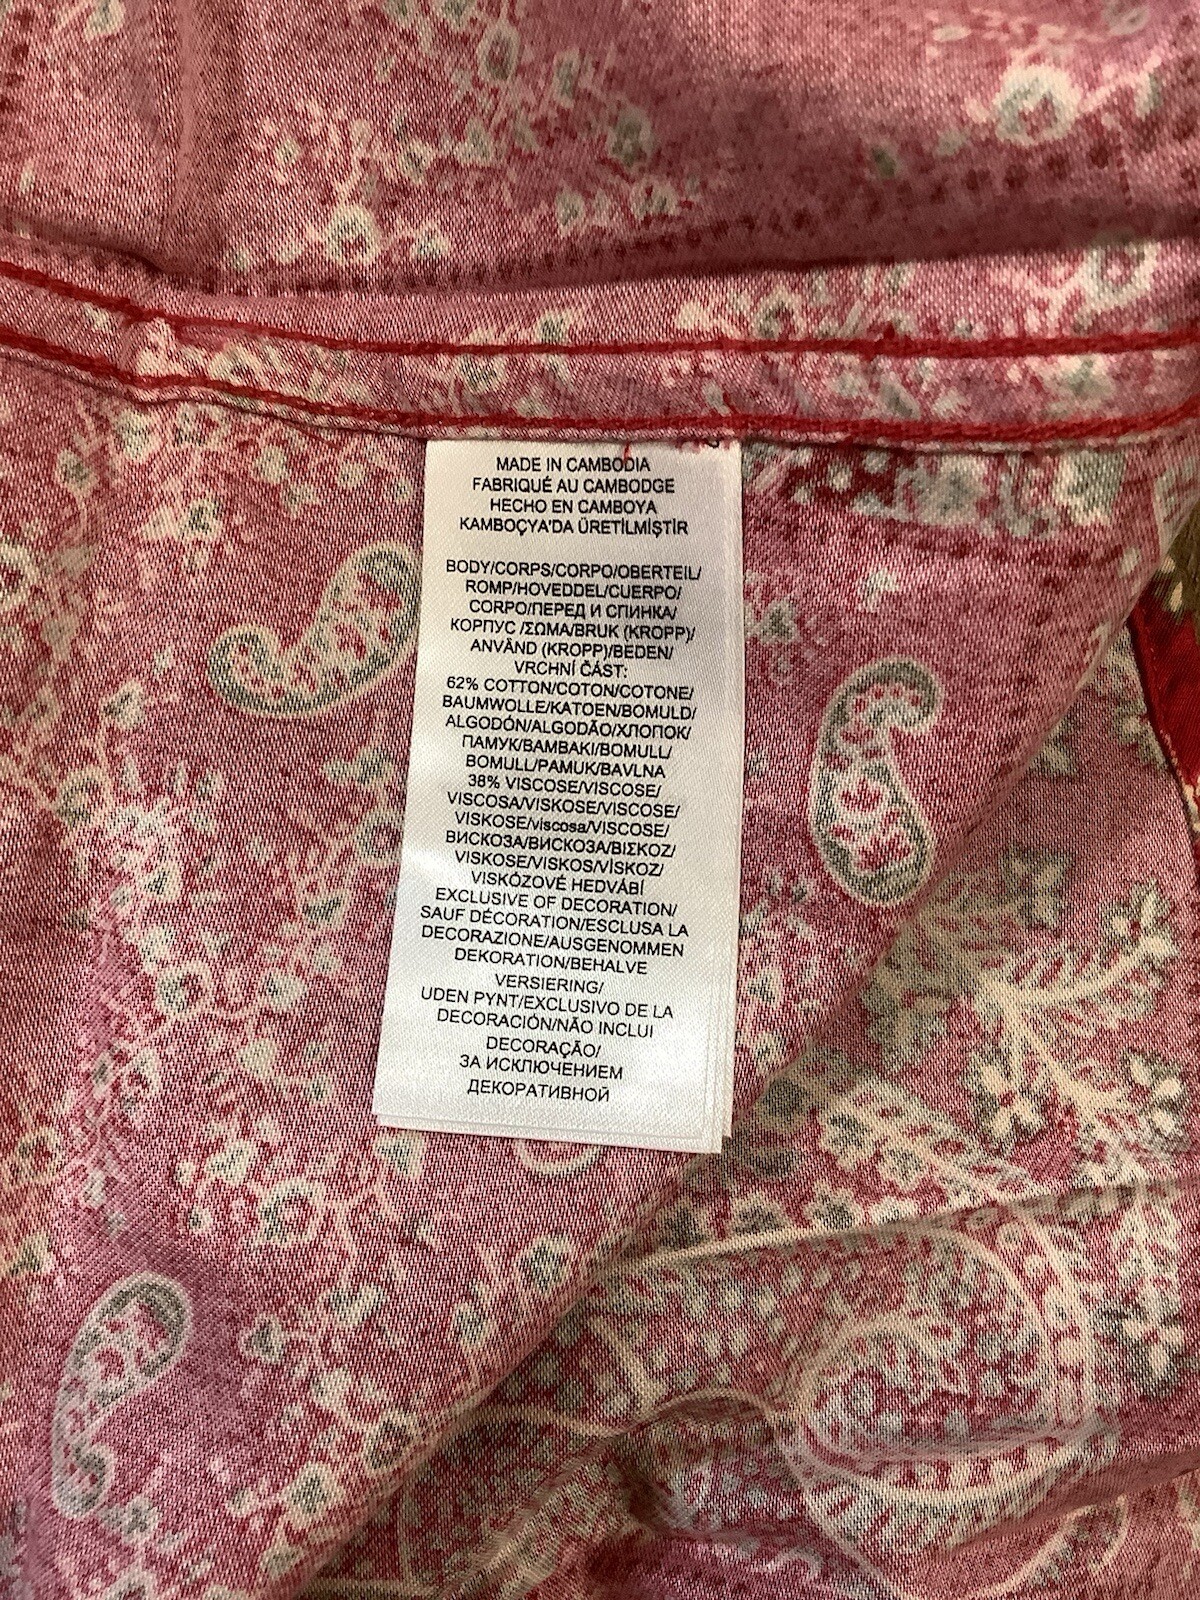 MADE IN CAMBODIA
FABRIQUÉ AU CAMBODGE
HECHO EN CAMBOYA
KAMBOÇYA'DA ÜRETİLMİŞTİR
BODY/CORPS/CORPO/OBERTEIL/
ROMP/HOVEDDEL/CUERPO/
CORPO/ПЕРЕД И СПИНКА/
КОРПУС /ΣΩΜΑ/BRUK (KROPP)/
ANVÄND (KROPP)/BEDEN/
VRCHNÍ ČÁST:
62% COTTON/COTON/COTONE/
BAUMWOLLE/KATOEN/BOMULD/
ALGODÓN/ALGODÃO/ХЛОПОК/
ПАМУК/ΒΑΜΒΑΚΙ/BOMULL/
BOMULL/PAMUK/BAVLNA
38% VISCOSE/VISCOSE/
VISCOSA/VISKOSE/VISCOSE/
VISKOSE/viscosa/VISCOSE/
ВИСКОЗА/ВИСКОЗА/ΒΙΣΚΟΖ/
VISKOSE/VISKOS/VİSKOZ/
VISKÓZOVÉ HEDVÁBÍ
EXCLUSIVE OF DECORATION/
SAUF DÉCORATION/ESCLUSA LA
DECORAZIONE/AUSGENOMMEN
DEKORATION/BEHALVE
VERSIERING/
UDEN PYNT/EXCLUSIVO DE LA
DECORACIÓN/NÃO INCLUI
DECORAÇÃO/
ЗА ИСКЛЮЧЕНИЕМ
ДЕКОРАТИВНОЙ